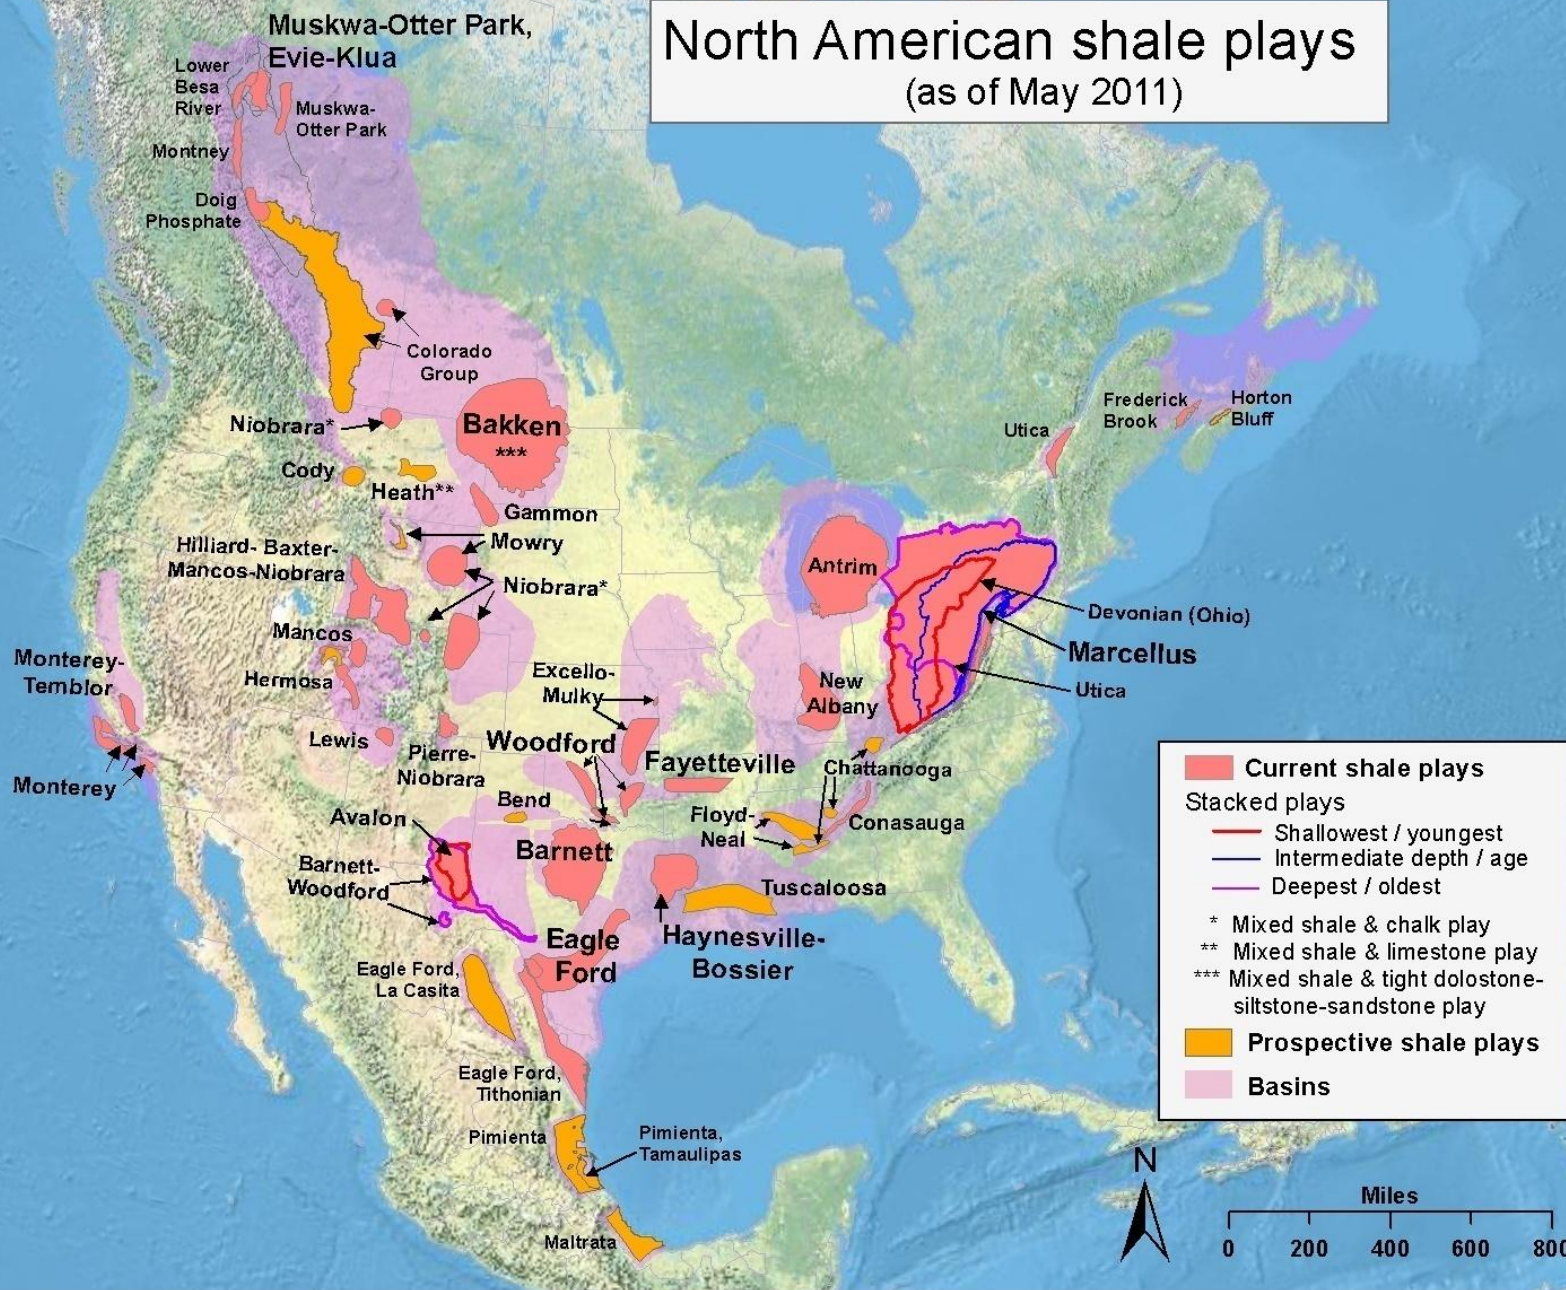 North American shale plays
(as of May 2011)
Muskwa-Otter Park,
Evie-Klua
Lower
Besa
River
Muskwa-
Otter Park
Montney
Doig
Phosphate
Colorado
Group
Niobrara*
Bakken
***
Cody
Heath**
Gammon
Mowry
Hilliard- Baxter-
Mancos-Niobrara
Niobrara*
Mancos
Hermosa
Monterey-
Temblor
Monterey
Lewis
Pierre-
Niobrara
Excello-
Mulky
Woodford
Fayetteville
Bend
Avalon
Barnett
Barnett-
Woodford
Antrim
New
Albany
Chattanooga
Floyd-
Neal
Conasauga
Tuscaloosa
Haynesville-
Bossier
Eagle
Ford
Eagle Ford,
La Casita
Eagle Ford,
Tithonian
Pimienta
Pimienta,
Tamaulipas
Maltrata
Utica
Frederick
Brook
Horton
Bluff
Devonian (Ohio)
Marcellus
Utica
Current shale plays
Stacked plays
Shallowest / youngest
Intermediate depth / age
Deepest / oldest
* Mixed shale & chalk play
** Mixed shale & limestone play
*** Mixed shale & tight dolostone-
siltstone-sandstone play
Prospective shale plays
Basins
N
Miles
0 200 400 600 800